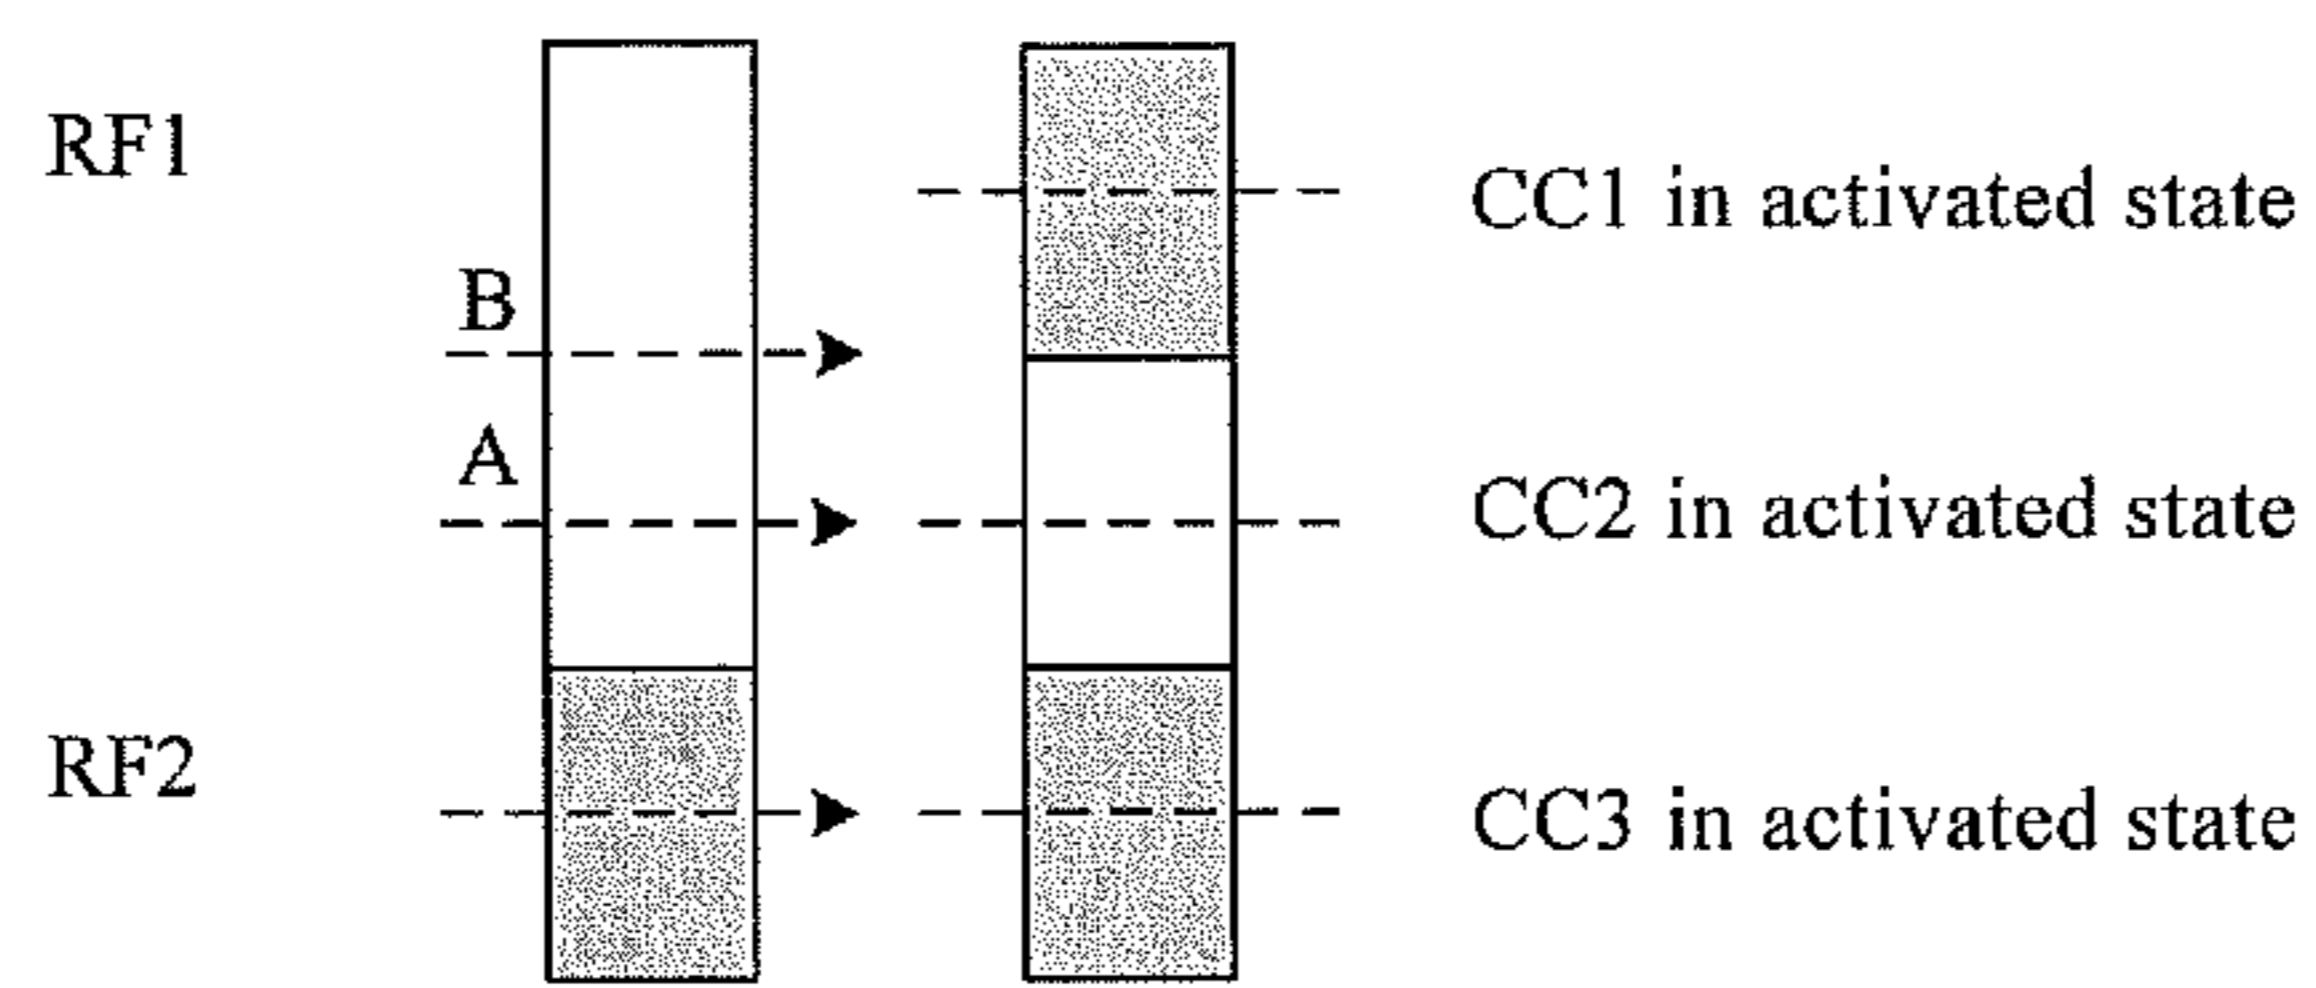 RF1
CC1 in activated state
B
A
CC2 in activated state
RF2
CC3 in activated state